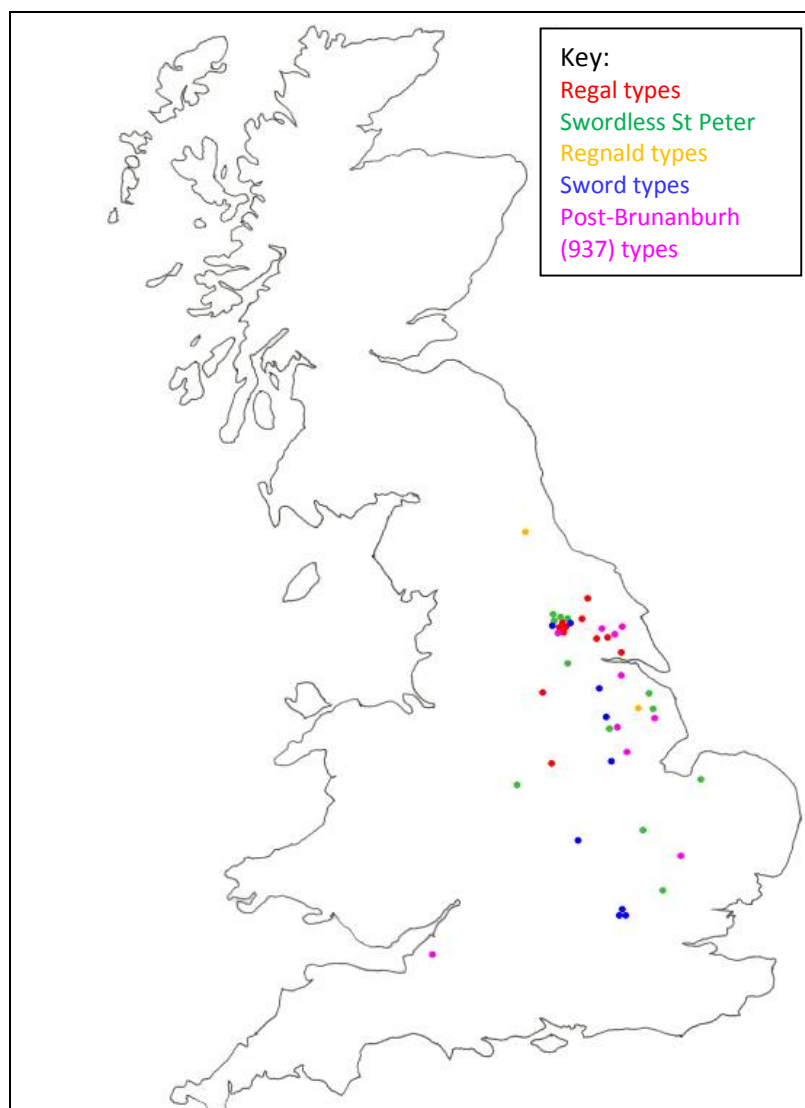 Key:
Regal types
Swordless St Peter
Regnald types
Sword types
Post-Brunanburh
(937) types